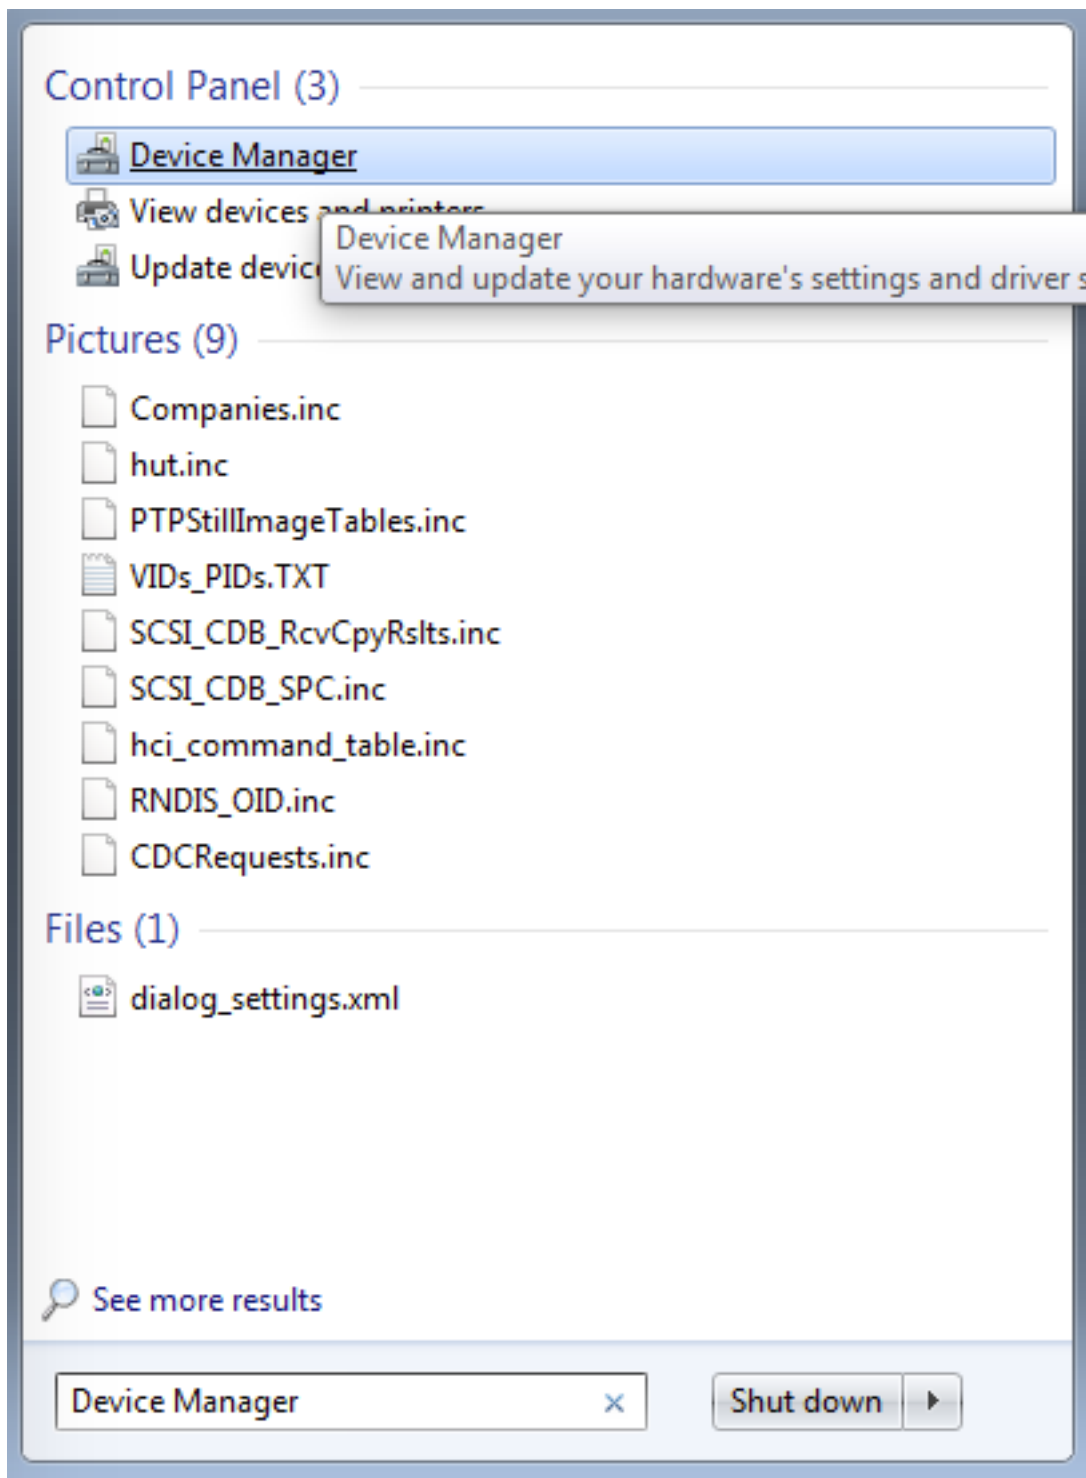 Control Panel (3)
Device Manager
View devices and printers
Device Manager
Update devic
View and update your hardware's settings and driver s
Pictures (9)
Companies.inc
hut.inc
PTPStillImageTables.inc
VIDs_PIDs.TXT
SCSI_CDB_RcvCpyRslts.inc
SCSI_CDB_SPC.inc
hci_command_table.inc
RNDIS_OID.inc
CDCRequests.inc
Files (1)
dialog_settings.xml
See more results
Device Manager
Shut down